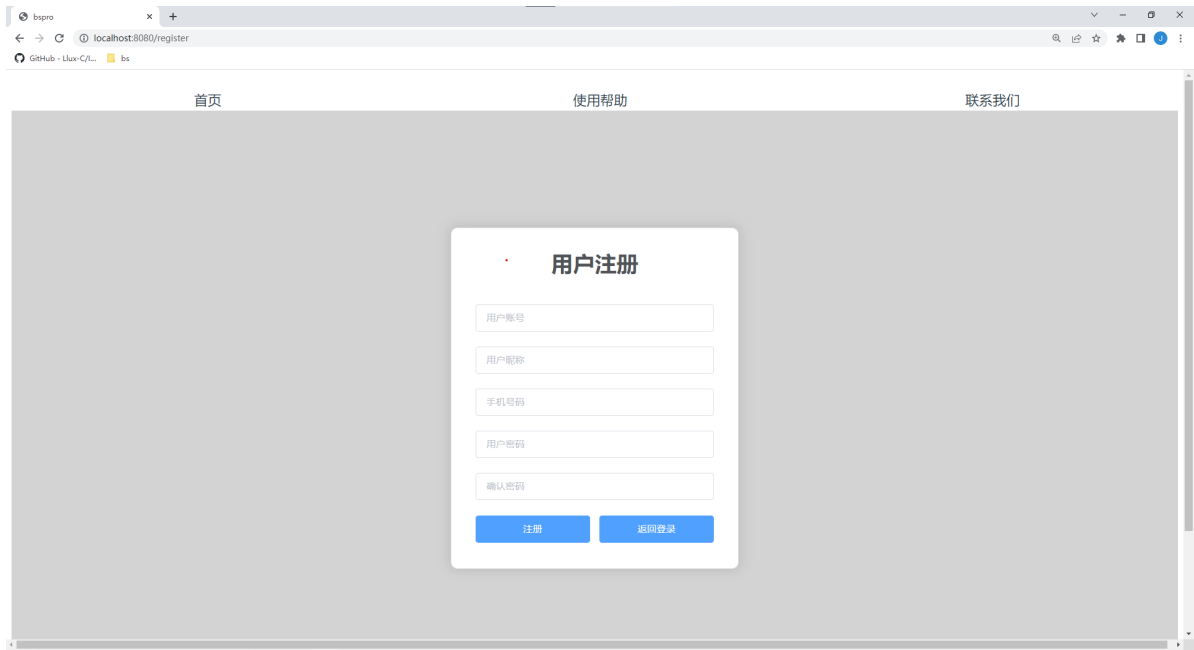 bspro
localhost:8080/register
GitHub - Llux-C/I...
bs
首页
使用帮助
联系我们
用户注册
用户账号
用户昵称
手机号码
用户密码
确认密码
注册
返回登录
J